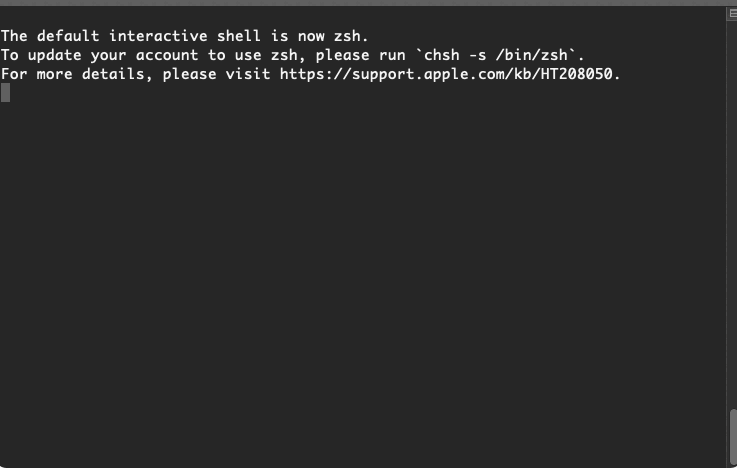 The default interactive shell is now zsh.
To update your account to use zsh, please run `chsh -s /bin/zsh`.
For more details, please visit https://support.apple.com/kb/HT208050.